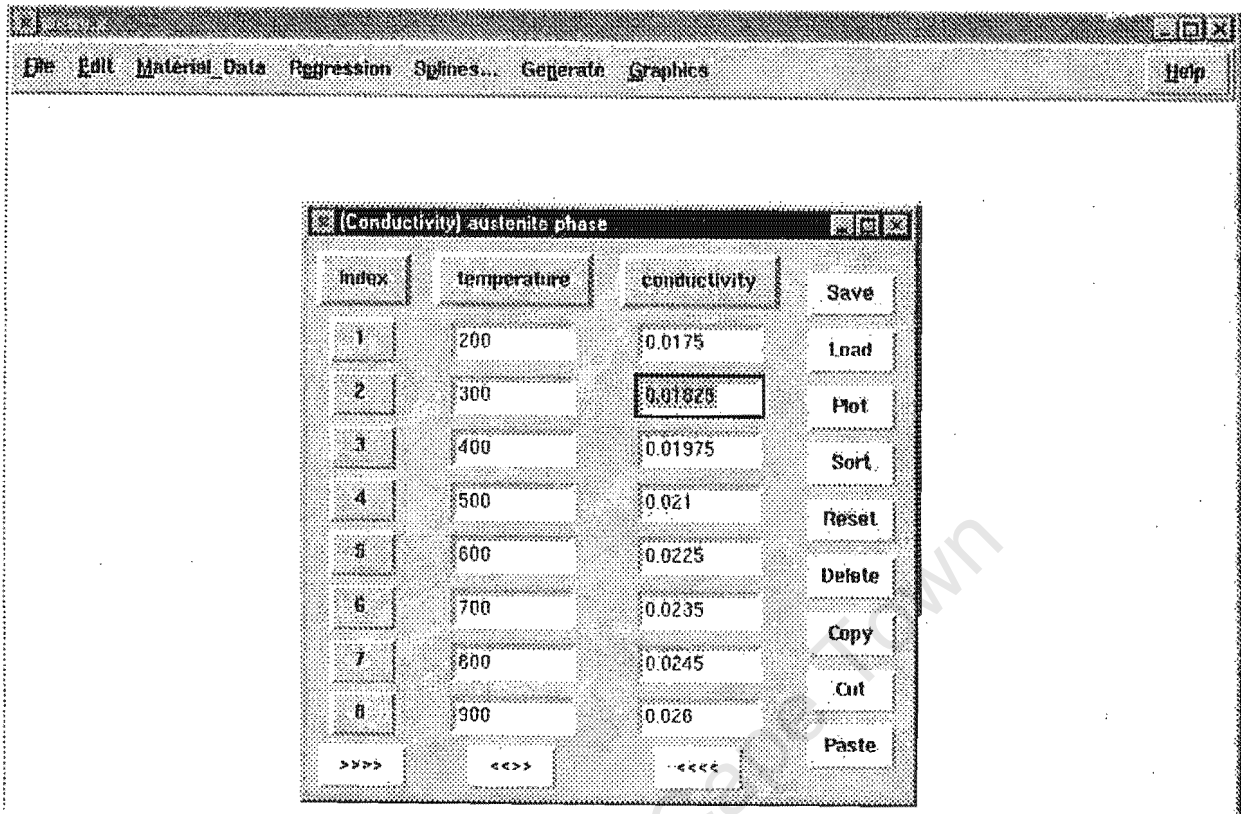 File Edit Material_Data Regression Splines... Generate Graphics Help
(Conductivity) austenite phase
index temperature conductivity Save
1 200 0.0175 Load
2 300 0.01825 Plot
3 400 0.01975 Sort
4 500 0.021 Reset
5 600 0.0225 Delete
6 700 0.0235 Copy
7 800 0.0245 Cut
8 900 0.026 Paste
>>>> <<>> <<<<
Cape Town